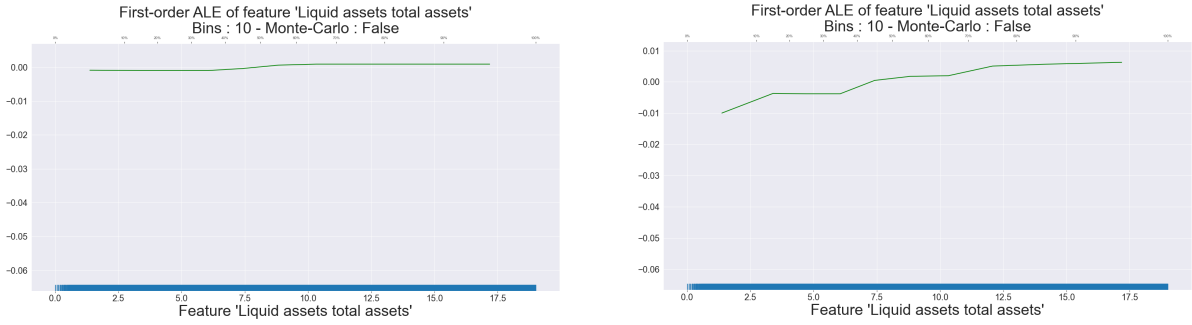 First-order ALE of feature 'Liquid assets total assets'
Bins : 10 - Monte-Carlo : False
0.00
−0.01
−0.02
−0.03
−0.04
−0.05
−0.06
0.0 2.5 5.0 7.5 10.0 12.5 15.0 17.5
Feature 'Liquid assets total assets'
First-order ALE of feature 'Liquid assets total assets'
Bins : 10 - Monte-Carlo : False
0.01
0.00
−0.01
−0.02
−0.03
−0.04
−0.05
−0.06
0.0 2.5 5.0 7.5 10.0 12.5 15.0 17.5
Feature 'Liquid assets total assets'